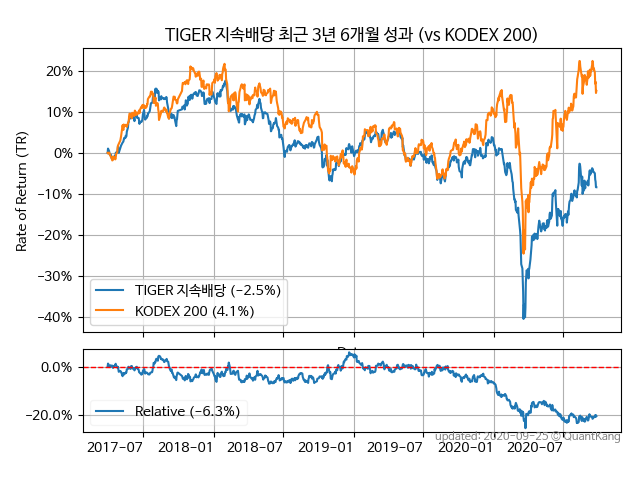 TIGER 지속배당 최근 3년 6개월 성과 (vs KODEX 200)
Rate of Return (TR)
20%
10%
0%
−10%
−20%
−30%
−40%
TIGER 지속배당 (-2.5%)
KODEX 200 (4.1%)
0.0%
−20.0%
Relative (-6.3%)
2017-07 2018-01 2018-07 2019-01 2019-07 2020-01 2020-07
updated: 2020-09-25 © QuantKang